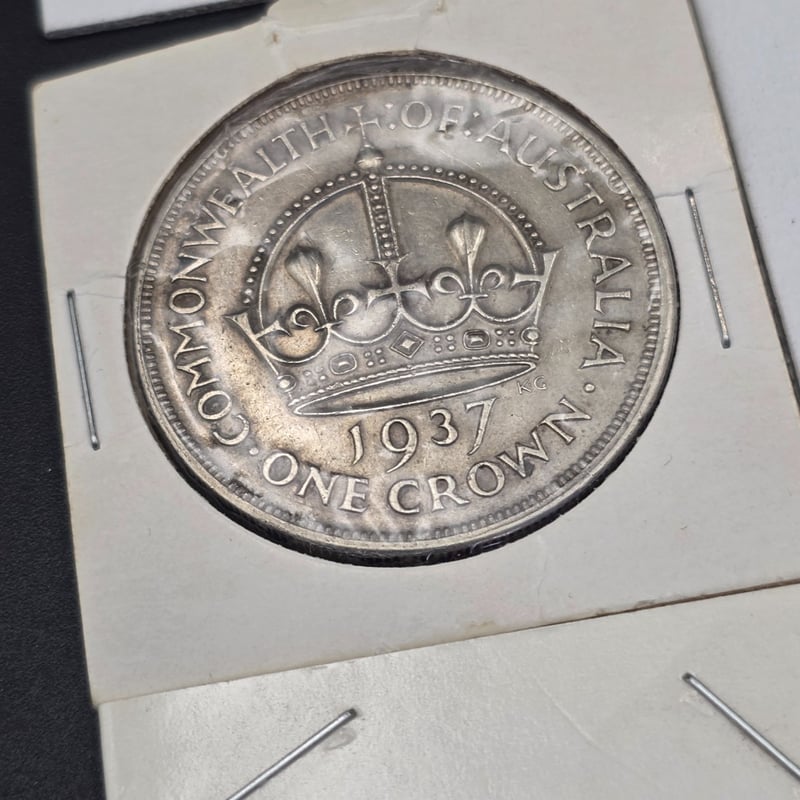 COMMONWEALTH : OF : AUSTRALIA
KG
1937
· ONE CROWN ·